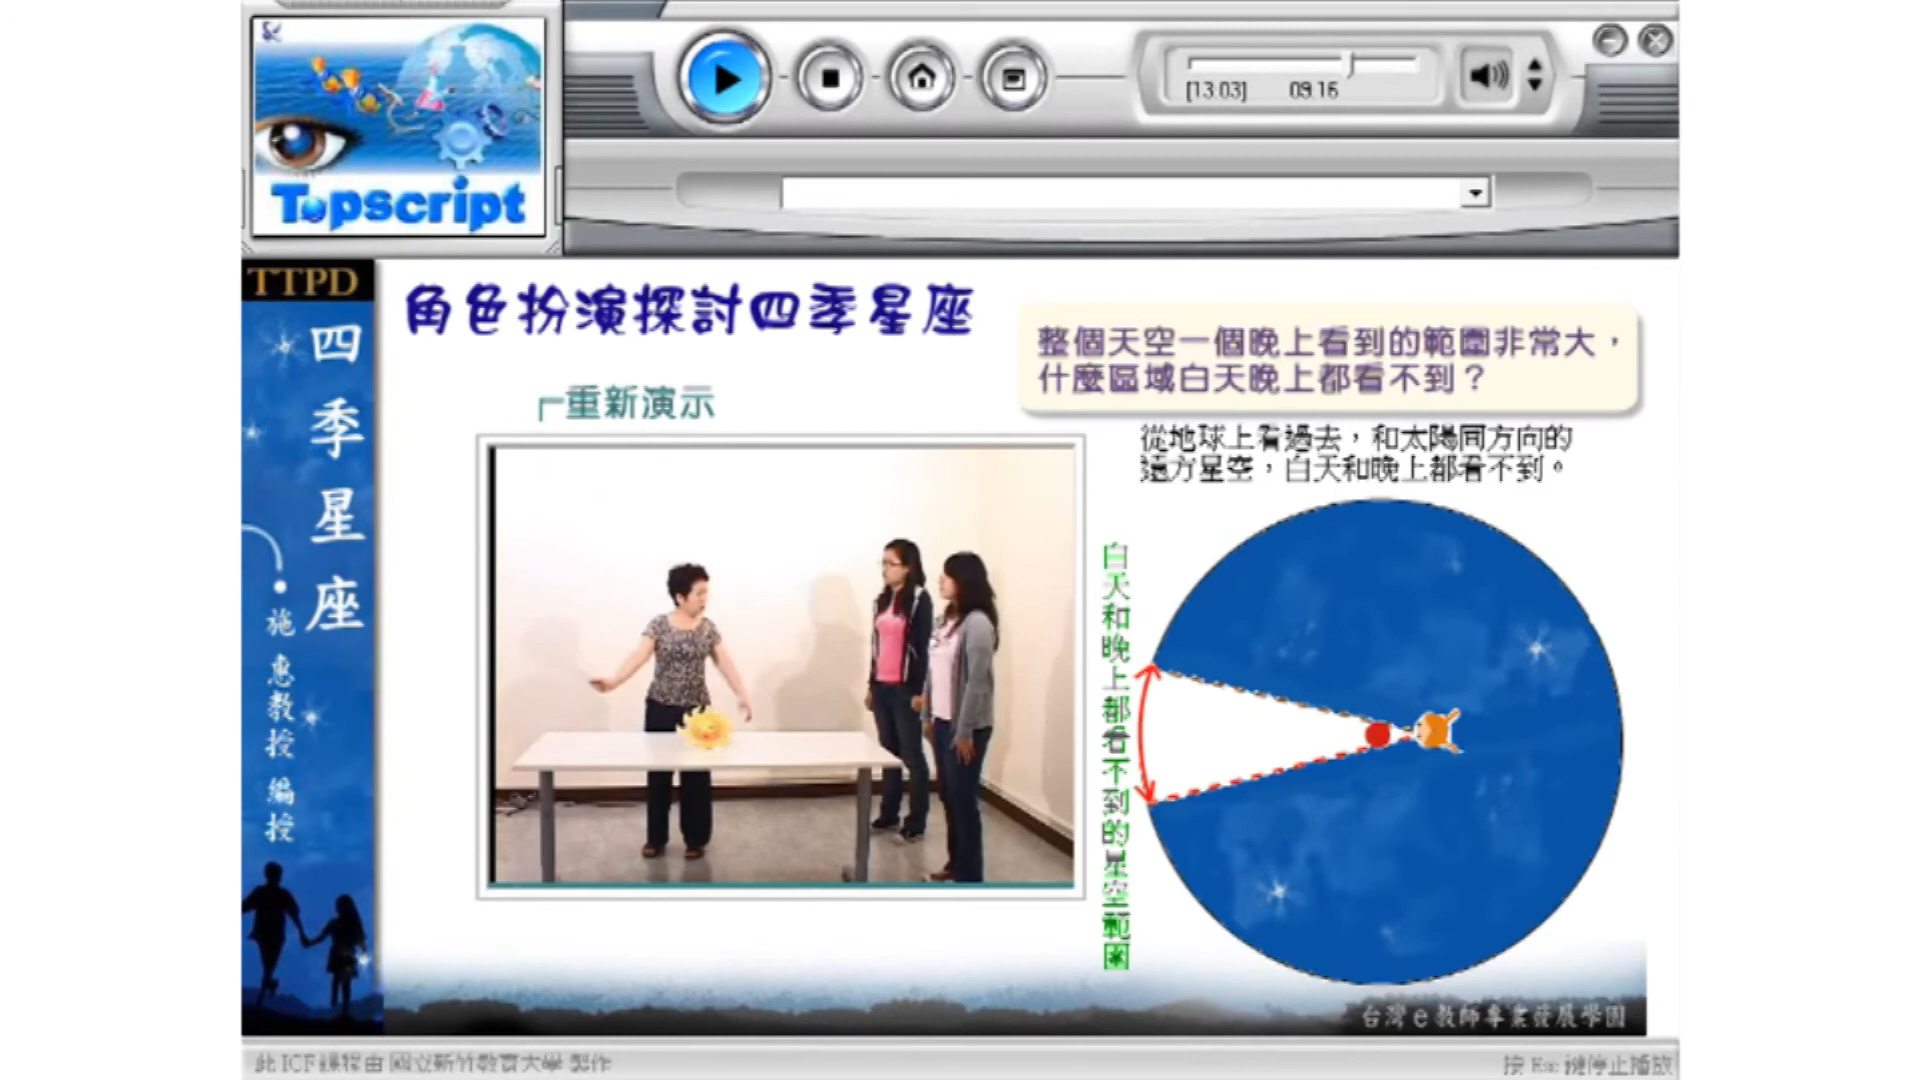 Topscript
[13.03] 09.16
TTPD
四季星座
施惠教授 編授
角色扮演探討四季星座
整個天空一個晚上看到的範圍非常大，
什麼區域白天晚上都看不到？
重新演示
從地球上看過去，和太陽同方向的
遠方星空，白天和晚上都看不到。
白天和晚上都看不到的星空範圍
台灣e教師專業發展學園
此 ICF 課程由 國立新竹教育大學 製作
按 Esc 鍵停止播放